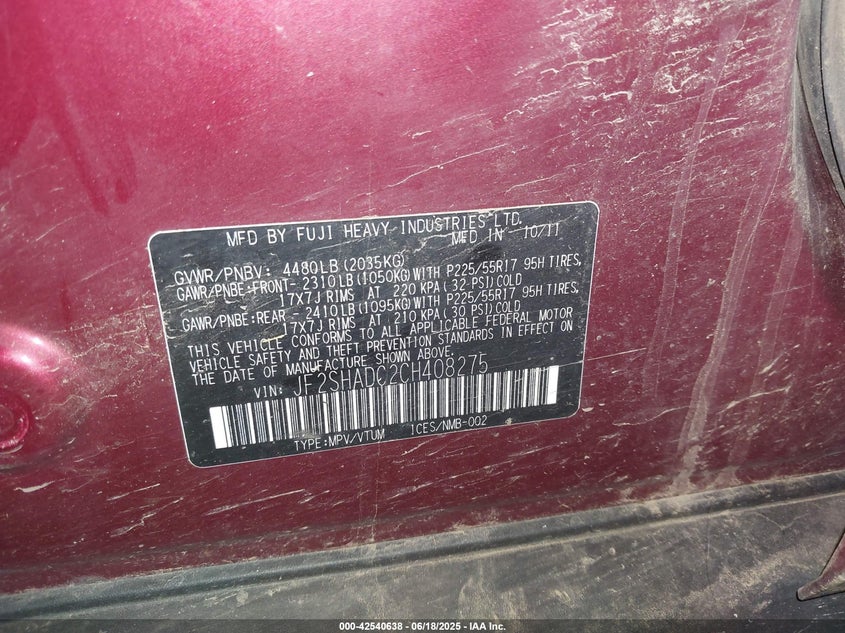 MFD BY FUJI HEAVY INDUSTRIES LTD.
MFD IN 10/11
GVWR/PNBV: 4480LB(2035KG)
GAWR/PNBE:FRONT- 2310LB(1050KG)WITH P225/55R17 95H TIRES,
17X7J RIMS AT 220 KPA( 32 PSI)COLD
GAWR/PNBE:REAR - 2410LB(1095KG)WITH P225/55R17 95H TIRES,
17X7J RIMS AT 210 KPA( 30 PSI)COLD
THIS VEHICLE CONFORMS TO ALL APPLICABLE FEDERAL MOTOR
VEHICLE SAFETY AND THEFT PREVENTION STANDARDS IN EFFECT ON
THE DATE OF MANUFACTURE SHOWN ABOVE.
VIN: JF2SHADC2CH408275
TYPE:MPV/VTUM ICES/NMB-002
000-42540638 - 06/18/2025 - IAA Inc.